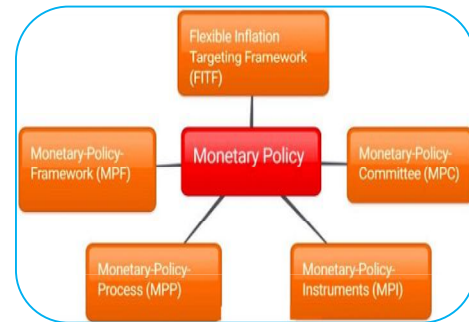 Flexible Inflation
Targeting Framework
(FITF)
Monetary-Policy-
Framework (MPF)
Monetary Policy
Monetary-Policy-
Committee (MPC)
Monetary-Policy-
Process (MPP)
Monetary-Policy-
Instruments (MPI)